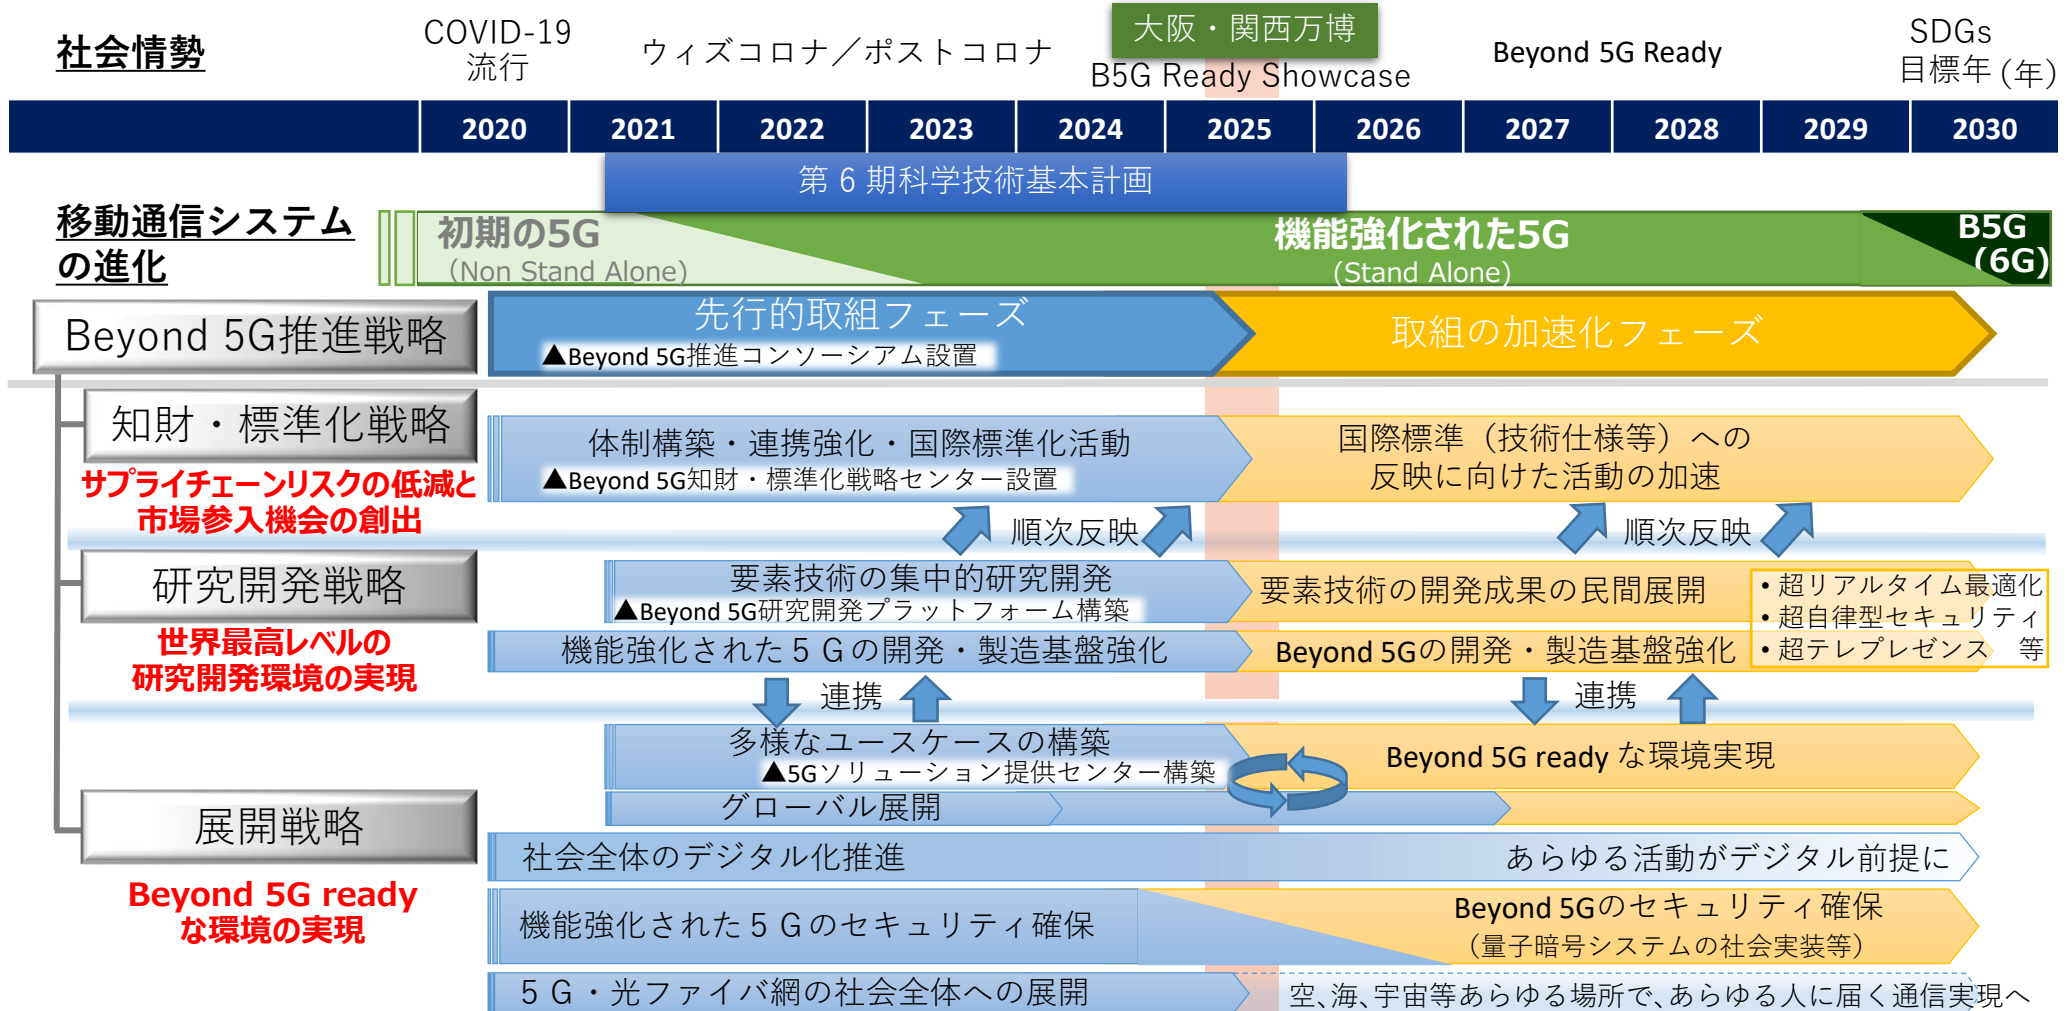 社会情勢
COVID-19
流行
ウィズコロナ／ポストコロナ
大阪・関西万博
B5G Ready Showcase
Beyond 5G Ready
SDGs
目標年 (年)
2020 2021 2022 2023 2024 2025 2026 2027 2028 2029 2030
第６期科学技術基本計画
移動通信システム
の進化
初期の5G
（Non Stand Alone）
機能強化された5G
(Stand Alone)
B5G
(6G)
Beyond 5G推進戦略
先行的取組フェーズ
▲Beyond 5G推進コンソーシアム設置
取組の加速化フェーズ
知財・標準化戦略
サプライチェーンリスクの低減と
市場参入機会の創出
体制構築・連携強化・国際標準化活動
▲Beyond 5G知財・標準化戦略センター設置
国際標準（技術仕様等）への
反映に向けた活動の加速
順次反映
順次反映
研究開発戦略
世界最高レベルの
研究開発環境の実現
要素技術の集中的研究開発
▲Beyond 5G研究開発プラットフォーム構築
要素技術の開発成果の民間展開
• 超リアルタイム最適化
• 超自律型セキュリティ
• 超テレプレゼンス 等
機能強化された５Ｇの開発・製造基盤強化
Beyond 5Gの開発・製造基盤強化
連携
連携
多様なユースケースの構築
▲5Gソリューション提供センター構築
Beyond 5G ready な環境実現
展開戦略
Beyond 5G ready
な環境の実現
グローバル展開
社会全体のデジタル化推進
あらゆる活動がデジタル前提に
機能強化された５Ｇのセキュリティ確保
Beyond 5Gのセキュリティ確保
（量子暗号システムの社会実装等）
５Ｇ・光ファイバ網の社会全体への展開
空、海、宇宙等あらゆる場所で、あらゆる人に届く通信実現へ